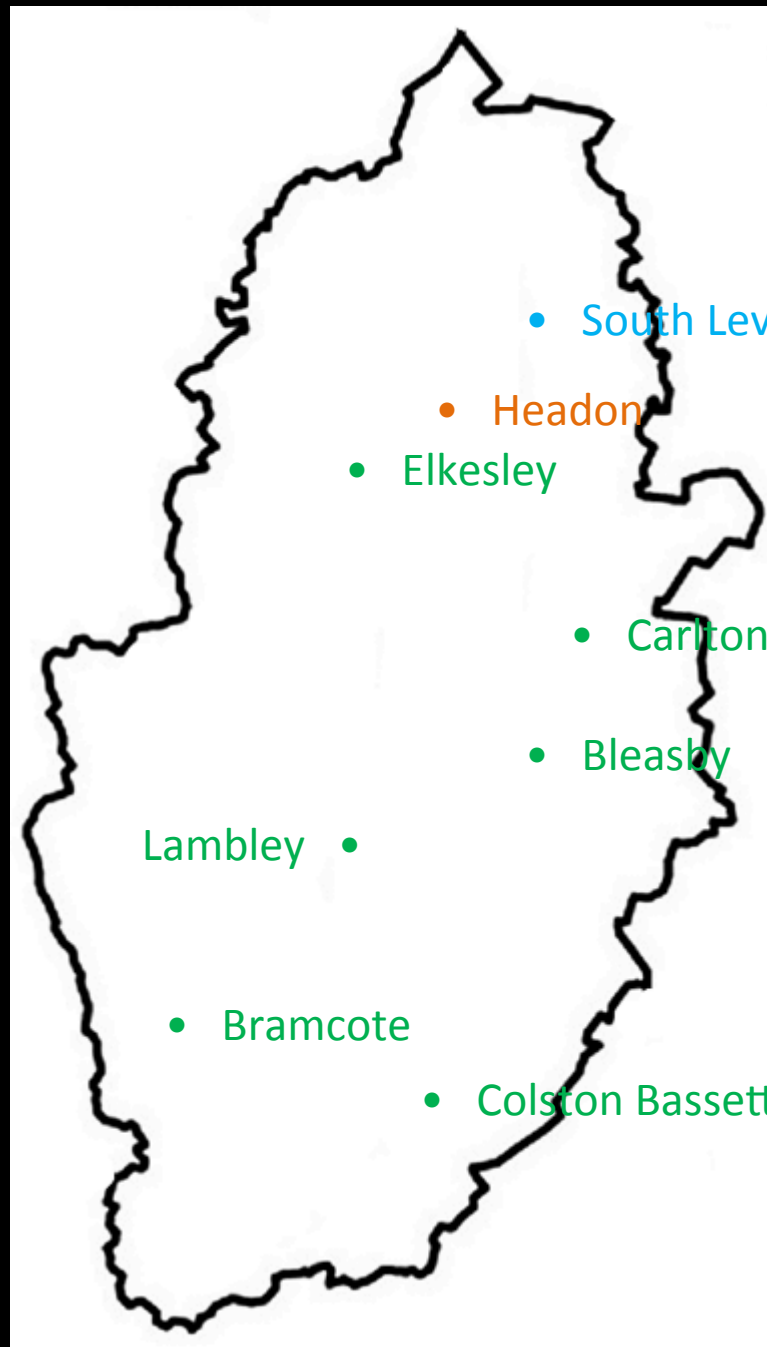 South Lev
Headon
Elkesley
Carlton
Bleasby
Lambley
Bramcote
Colston Bassett